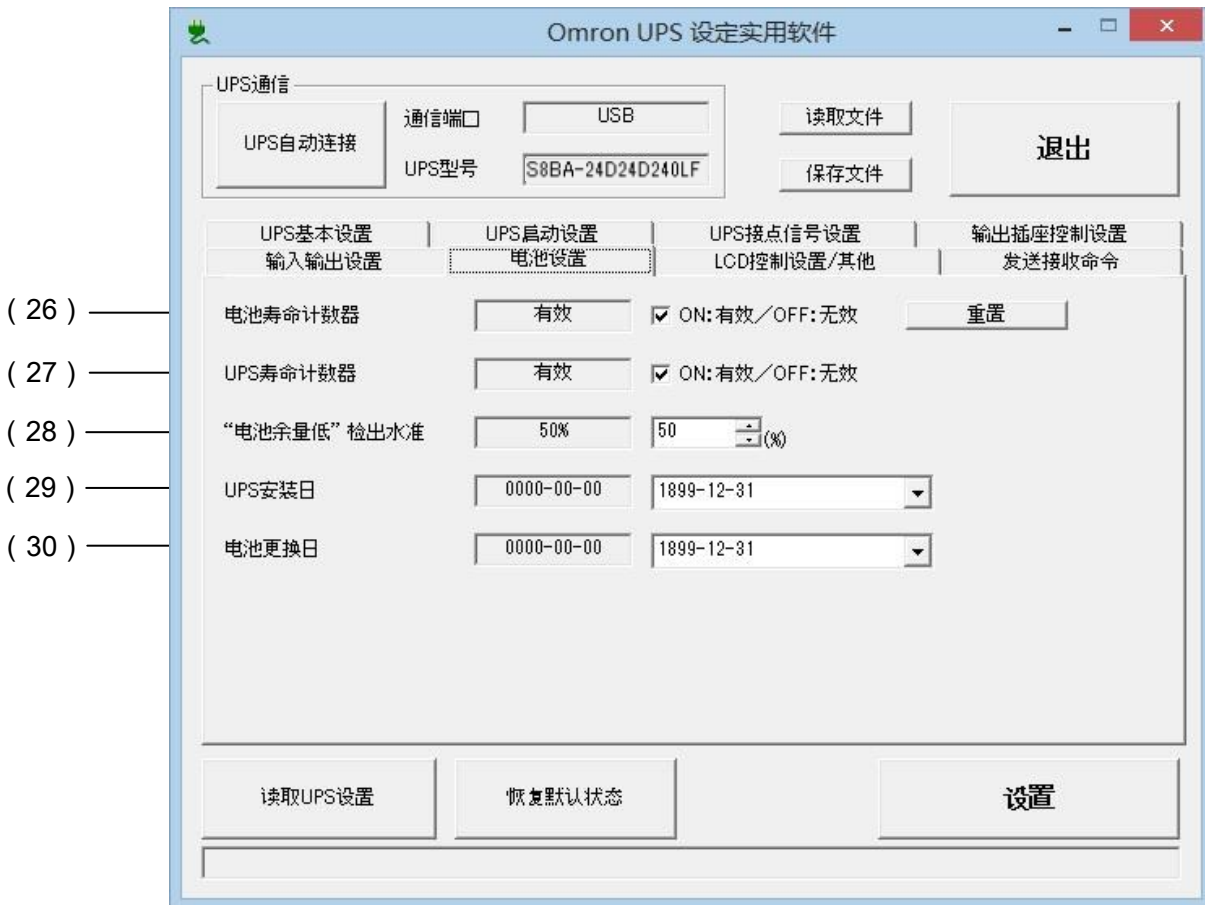 Omron UPS 设定实用软件
UPS通信
UPS自动连接
通信端口
USB
UPS型号
S8BA-24D24D240LF
读取文件
保存文件
退出
UPS基本设置
UPS启动设置
UPS接点信号设置
输出插座控制设置
输入输出设置
电池设置
LCD控制设置/其他
发送接收命令
( 26 )
电池寿命计数器
有效
ON:有效/OFF:无效
重置
( 27 )
UPS寿命计数器
有效
ON:有效/OFF:无效
( 28 )
“电池余量低”检出水准
50%
50
(%)
( 29 )
UPS安装日
0000-00-00
1899-12-31
( 30 )
电池更换日
0000-00-00
1899-12-31
读取UPS设置
恢复默认状态
设置